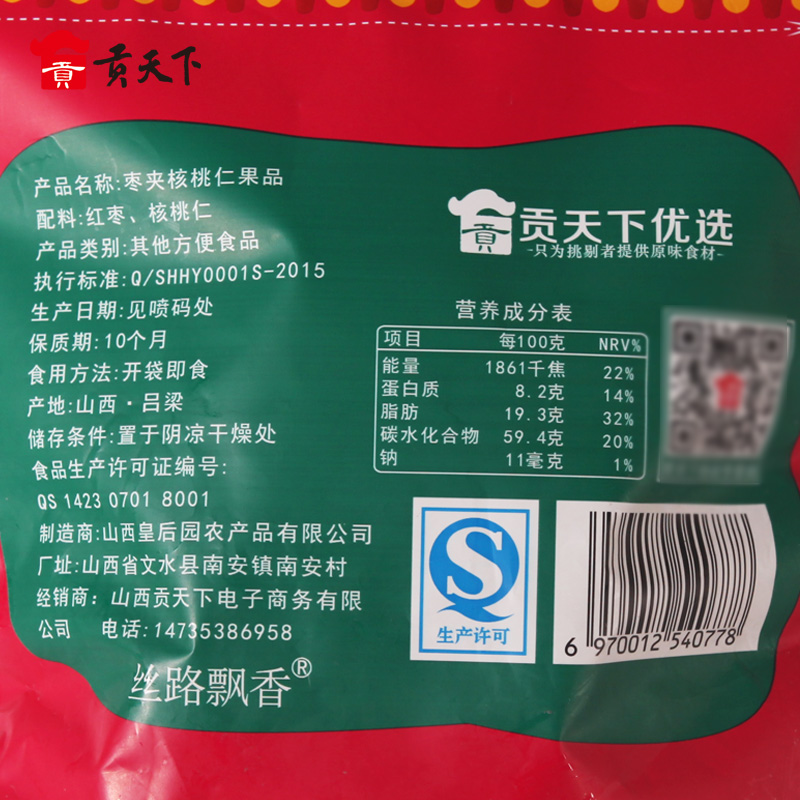 貢 贡天下
产品名称:枣夹核桃仁果品
配料:红枣、核桃仁
产品类别:其他方便食品
执行标准:Q/SHHY0001S-2015
生产日期:见喷码处
保质期:10个月
食用方法:开袋即食
产地:山西·吕梁
储存条件:置于阴凉干燥处
食品生产许可证编号:
QS 1423 0701 8001
制造商:山西皇后园农产品有限公司
厂址:山西省文水县南安镇南安村
经销商:山西贡天下电子商务有限
公司 电话:14735386958
丝路飘香®
貢 贡天下优选
-只为挑剔者提供原味食材-
营养成分表
项目 每100克 NRV%
能量 1861千焦 22%
蛋白质 8.2克 14%
脂肪 19.3克 32%
碳水化合物 59.4克 20%
钠 11毫克 1%
S
生产许可
6 970012 540778